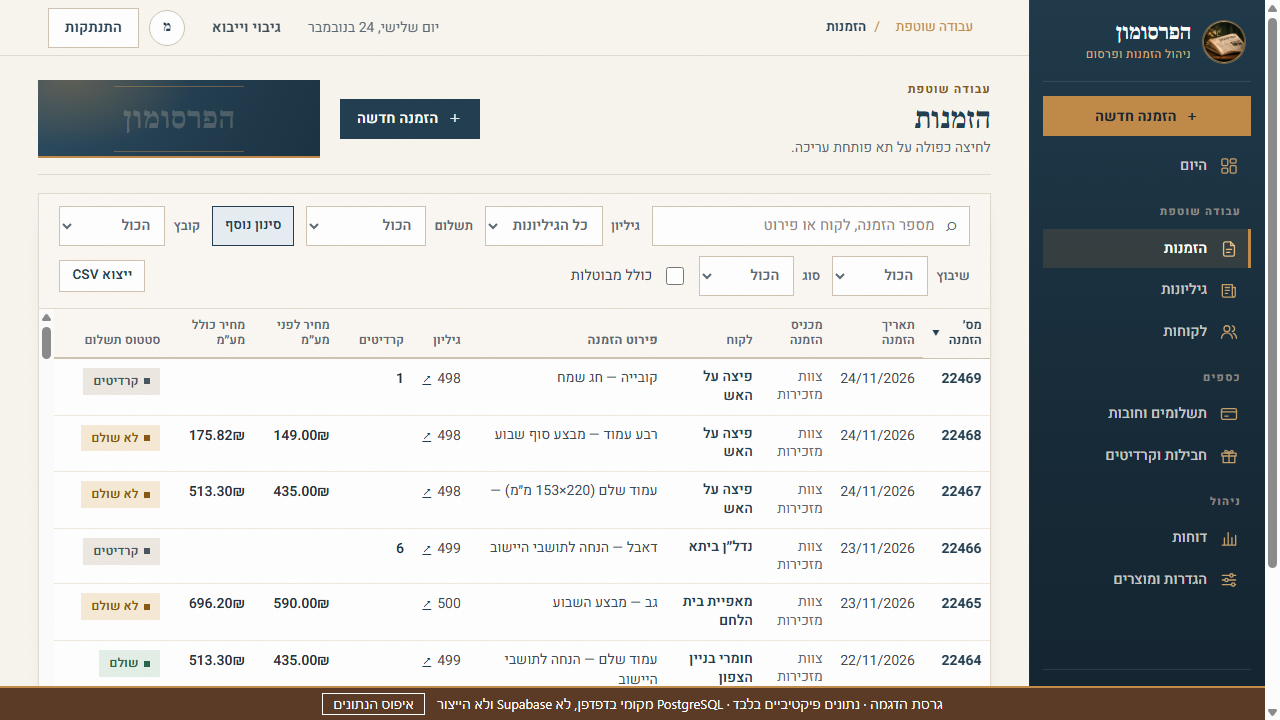 הפרסומון
ניהול הזמנות ופרסום
+ הזמנה חדשה
היום
עבודה שוטפת
הזמנות
גיליונות
לקוחות
כספים
תשלומים וחובות
חבילות וקרדיטים
ניהול
דוחות
הגדרות ומוצרים
עבודה שוטפת / הזמנות
יום שלישי, 24 בנובמבר
גיבוי וייבוא
מ
התנתקות
עבודה שוטפת
הזמנות
לחיצה כפולה על תא פותחת עריכה.
+ הזמנה חדשה
הפרסומון
מספר הזמנה, לקוח או פירוט
גיליון כל הגיליונות
תשלום הכול
סינון נוסף
קובץ הכול
שיבוץ הכול
סוג הכול
כולל מבוטלות
ייצוא CSV
מס׳ הזמנה ▼ תאריך הזמנה מכניס הזמנה לקוח פירוט הזמנה גיליון קרדיטים מחיר לפני מע״מ מחיר כולל מע״מ סטטוס תשלום
22469 24/11/2026 צוות מזכירות פיצה על האש קובייה — חג שמח 498 ↗ 1 קרדיטים
22468 24/11/2026 צוות מזכירות פיצה על האש רבע עמוד — מבצע סוף שבוע 498 ↗ ₪149.00 ₪175.82 לא שולם
22467 24/11/2026 צוות מזכירות פיצה על האש עמוד שלם (220×153 מ״מ) — 498 ↗ ₪435.00 ₪513.30 לא שולם
22466 23/11/2026 צוות מזכירות נדל״ן ביתא דאבל — הנחה לתושבי היישוב 499 ↗ 6 קרדיטים
22465 23/11/2026 צוות מזכירות מאפיית בית הלחם גב — מבצע השבוע 500 ↗ ₪590.00 ₪696.20 לא שולם
22464 22/11/2026 צוות מזכירות חומרי בניין הצפון עמוד שלם — הנחה לתושבי היישוב 499 ↗ ₪435.00 ₪513.30 שולם
גרסת הדגמה · נתונים פיקטיביים בלבד · PostgreSQL מקומי בדפדפן, לא Supabase ולא הייצור
איפוס הנתונים